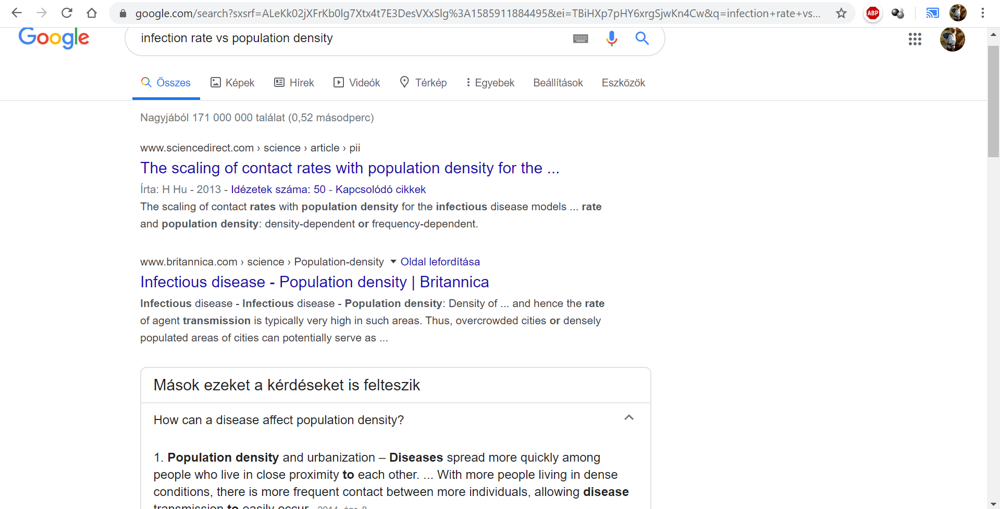 google.com/search?sxsrf=ALeKk02jXFrKb0lg7Xtx4t7E3DesVXxSlg%3A1585911884495&ei=TBiHXp7pHY6xrgSjwKn4Cw&q=infection+rate+vs...
ABP
Google
infection rate vs population density
Összes Képek Hírek Videók Térkép Egyebek Beállítások Eszközök
Nagyjából 171 000 000 találat (0,52 másodperc)
www.sciencedirect.com › science › article › pii
The scaling of contact rates with population density for the ...
Írta: H Hu - 2013 - Idézetek száma: 50 - Kapcsolódó cikkek
The scaling of contact rates with population density for the infectious disease models ... rate
and population density: density-dependent or frequency-dependent.
www.britannica.com › science › Population-density Oldal lefordítása
Infectious disease - Population density | Britannica
Infectious disease - Infectious disease - Population density: Density of ... and hence the rate
of agent transmission is typically very high in such areas. Thus, overcrowded cities or densely
populated areas of cities can potentially serve as ...
Mások ezeket a kérdéseket is felteszik
How can a disease affect population density?
1. Population density and urbanization – Diseases spread more quickly among
people who live in close proximity to each other. ... With more people living in dense
conditions, there is more frequent contact between more individuals, allowing disease
transmission to easily occur. 2014. ápr. 8.